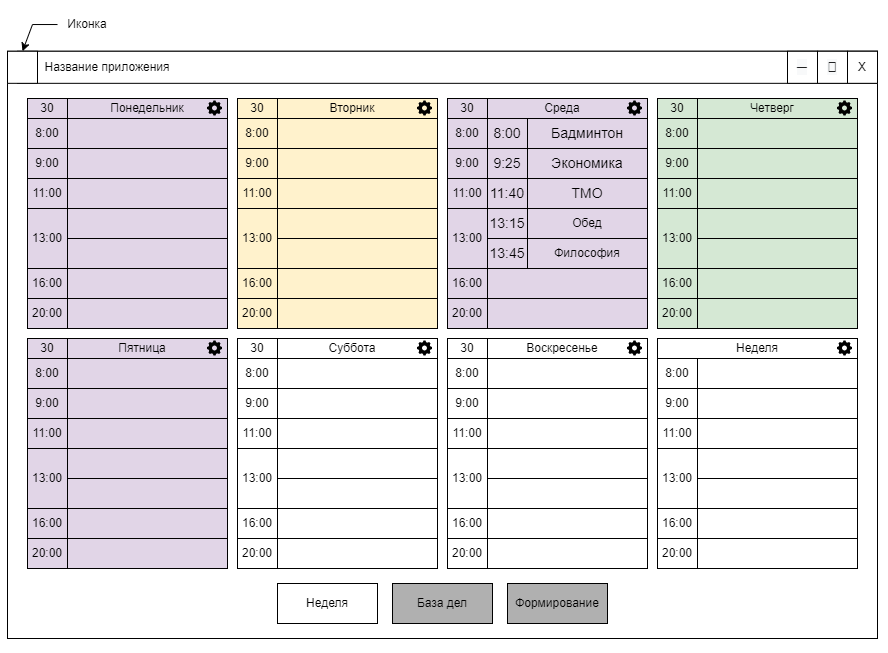 Иконка
Название приложения
X
30 Понедельник
8:00
9:00
11:00
13:00
16:00
20:00
30 Вторник
8:00
9:00
11:00
13:00
16:00
20:00
30 Среда
8:00 8:00 Бадминтон
9:00 9:25 Экономика
11:00 11:40 ТМО
13:00 13:15 Обед
13:45 Философия
16:00
20:00
30 Четверг
8:00
9:00
11:00
13:00
16:00
20:00
30 Пятница
8:00
9:00
11:00
13:00
16:00
20:00
30 Суббота
8:00
9:00
11:00
13:00
16:00
20:00
30 Воскресенье
8:00
9:00
11:00
13:00
16:00
20:00
Неделя
8:00
9:00
11:00
13:00
16:00
20:00
Неделя База дел Формирование